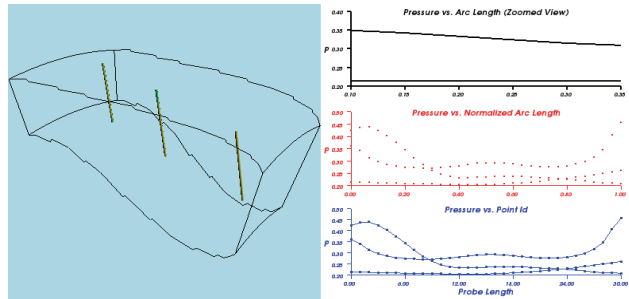 Pressure vs. Arc Length (Zoomed View)
0.40
0.35
P
0.30
0.25
0.20
0.10 0.15 0.20 0.25 0.30 0.35
Pressure vs. Normalized Arc Length
0.45
0.40
0.35
P
0.30
0.25
0.20
0.00 0.20 0.40 0.60 0.80 1.00
Pressure vs. Point Id
0.50
0.45
0.40
0.35
P
0.30
0.25
0.20
0.00 6.00 12.00 24.00 30.00
Probe Length